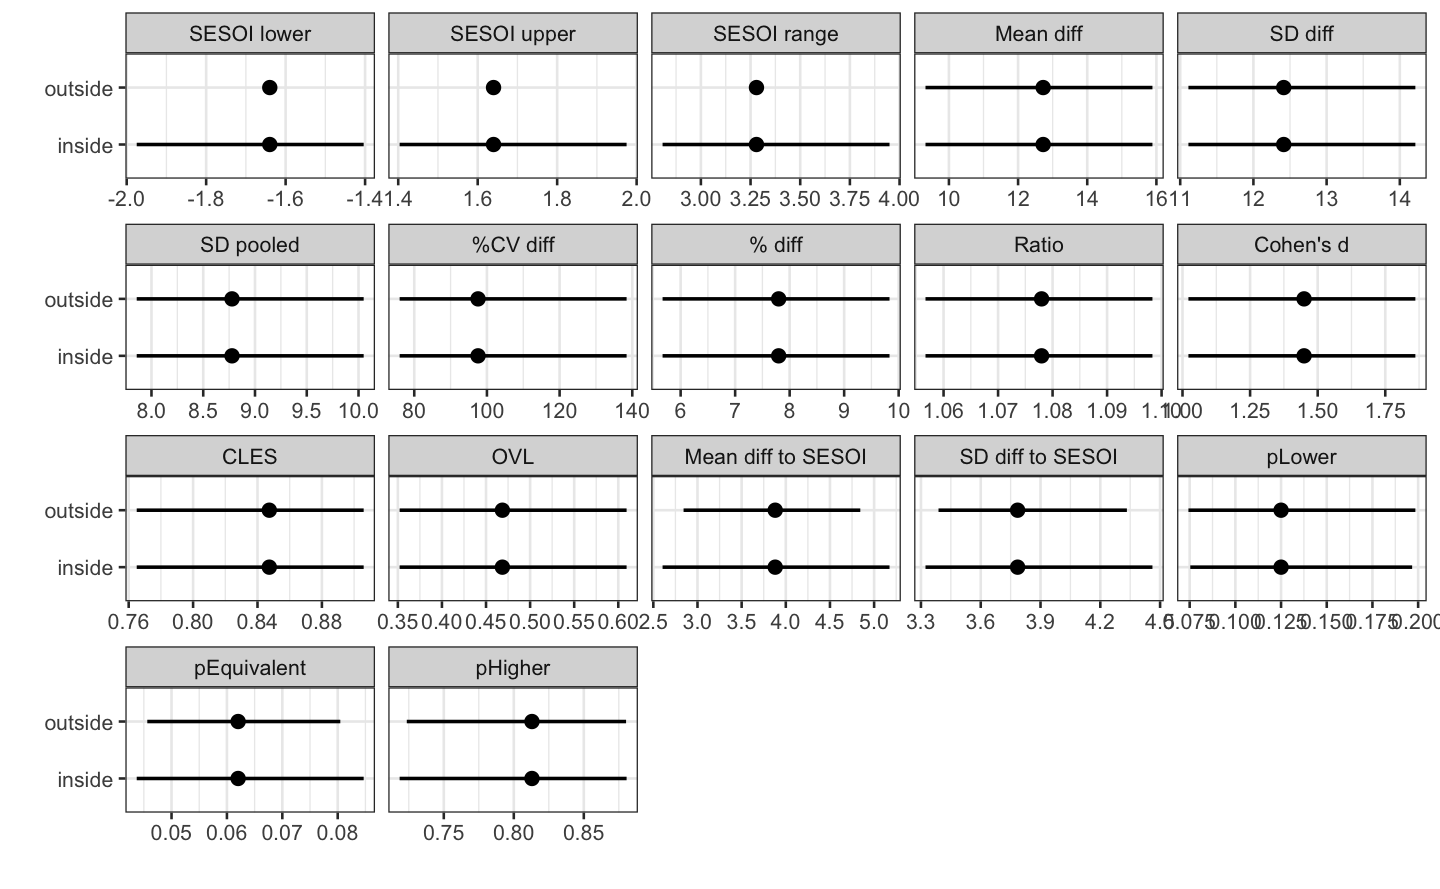 SESOI lower SESOI upper SESOI range Mean diff SD diff
outside
inside
-2.0 -1.8 -1.6 -1.4 1.4 1.6 1.8 2.0 3.00 3.25 3.50 3.75 4.00 10 12 14 16 11 12 13 14
SD pooled %CV diff % diff Ratio Cohen's d
outside
inside
8.0 8.5 9.0 9.5 10.0 80 100 120 140 6 7 8 9 10 1.06 1.07 1.08 1.09 1.10 1.00 1.25 1.50 1.75
CLES OVL Mean diff to SESOI SD diff to SESOI pLower
outside
inside
0.76 0.80 0.84 0.88 0.35 0.40 0.45 0.50 0.55 0.60 2.5 3.0 3.5 4.0 4.5 5.0 3.3 3.6 3.9 4.2 4.5 0.075 0.100 0.125 0.150 0.175 0.200
pEquivalent pHigher
outside
inside
0.05 0.06 0.07 0.08 0.75 0.80 0.85